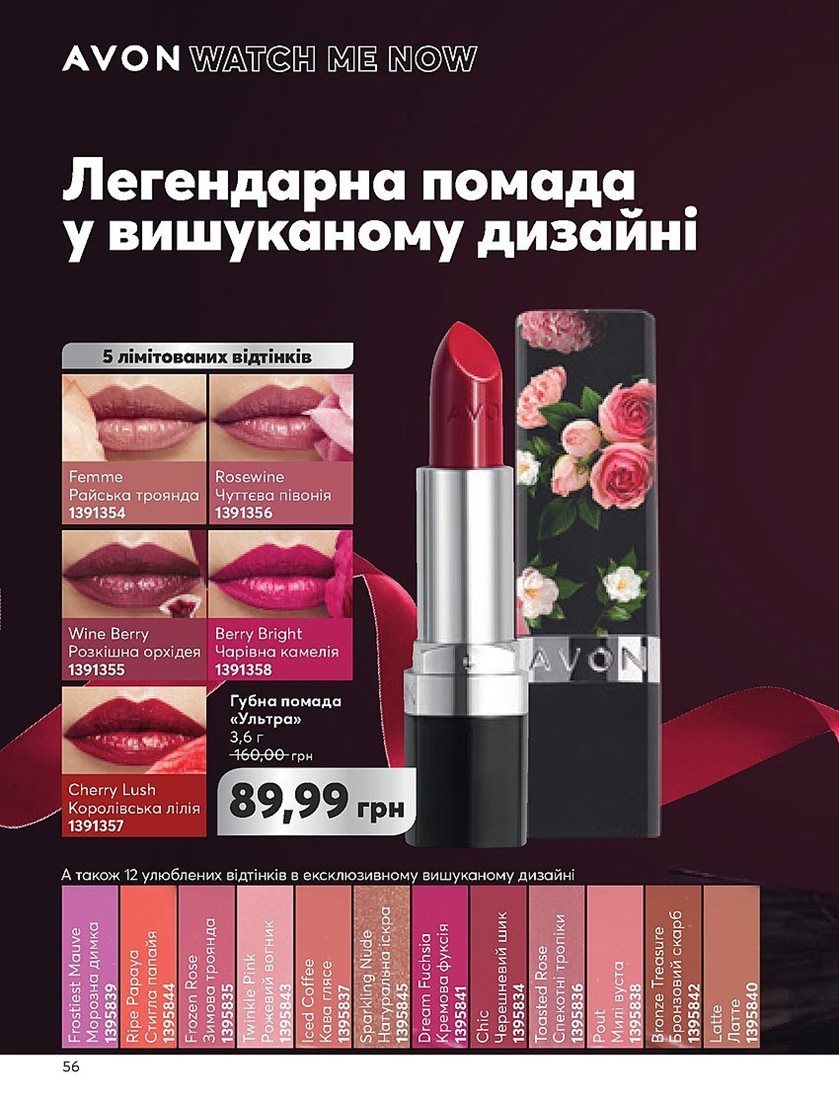 AVON WATCH ME NOW
Легендарна помада
у вишуканому дизайні
5 лімітованих відтінків
Femme
Райська троянда
1391354
Rosewine
Чуттєва півонія
1391356
Wine Berry
Розкішна орхідея
1391355
Berry Bright
Чарівна камелія
1391358
Cherry Lush
Королівська лілія
1391357
Губна помада
«Ультра»
3,6 г
160,00 грн
89,99 грн
AVO
AVON
А також 12 улюблених відтінків в ексклюзивному вишуканому дизайні
Frostiest Mauve
Морозна димка
1395839
Ripe Papaya
Стигла папайя
1395844
Frozen Rose
Зимова троянда
1395835
Twinkle Pink
Рожевий вогник
1395843
Iced Coffee
Кава глясе
1395837
Sparkling Nude
Натуральна іскра
1395845
Dream Fuchsia
Кремова фуксія
1395841
Chic
Черешневий шик
1395834
Toasted Rose
Спекотні тропіки
1395836
Pout
Милі вуста
1395838
Bronze Treasure
Бронзовий скарб
1395842
Latte
Латте
1395840
56